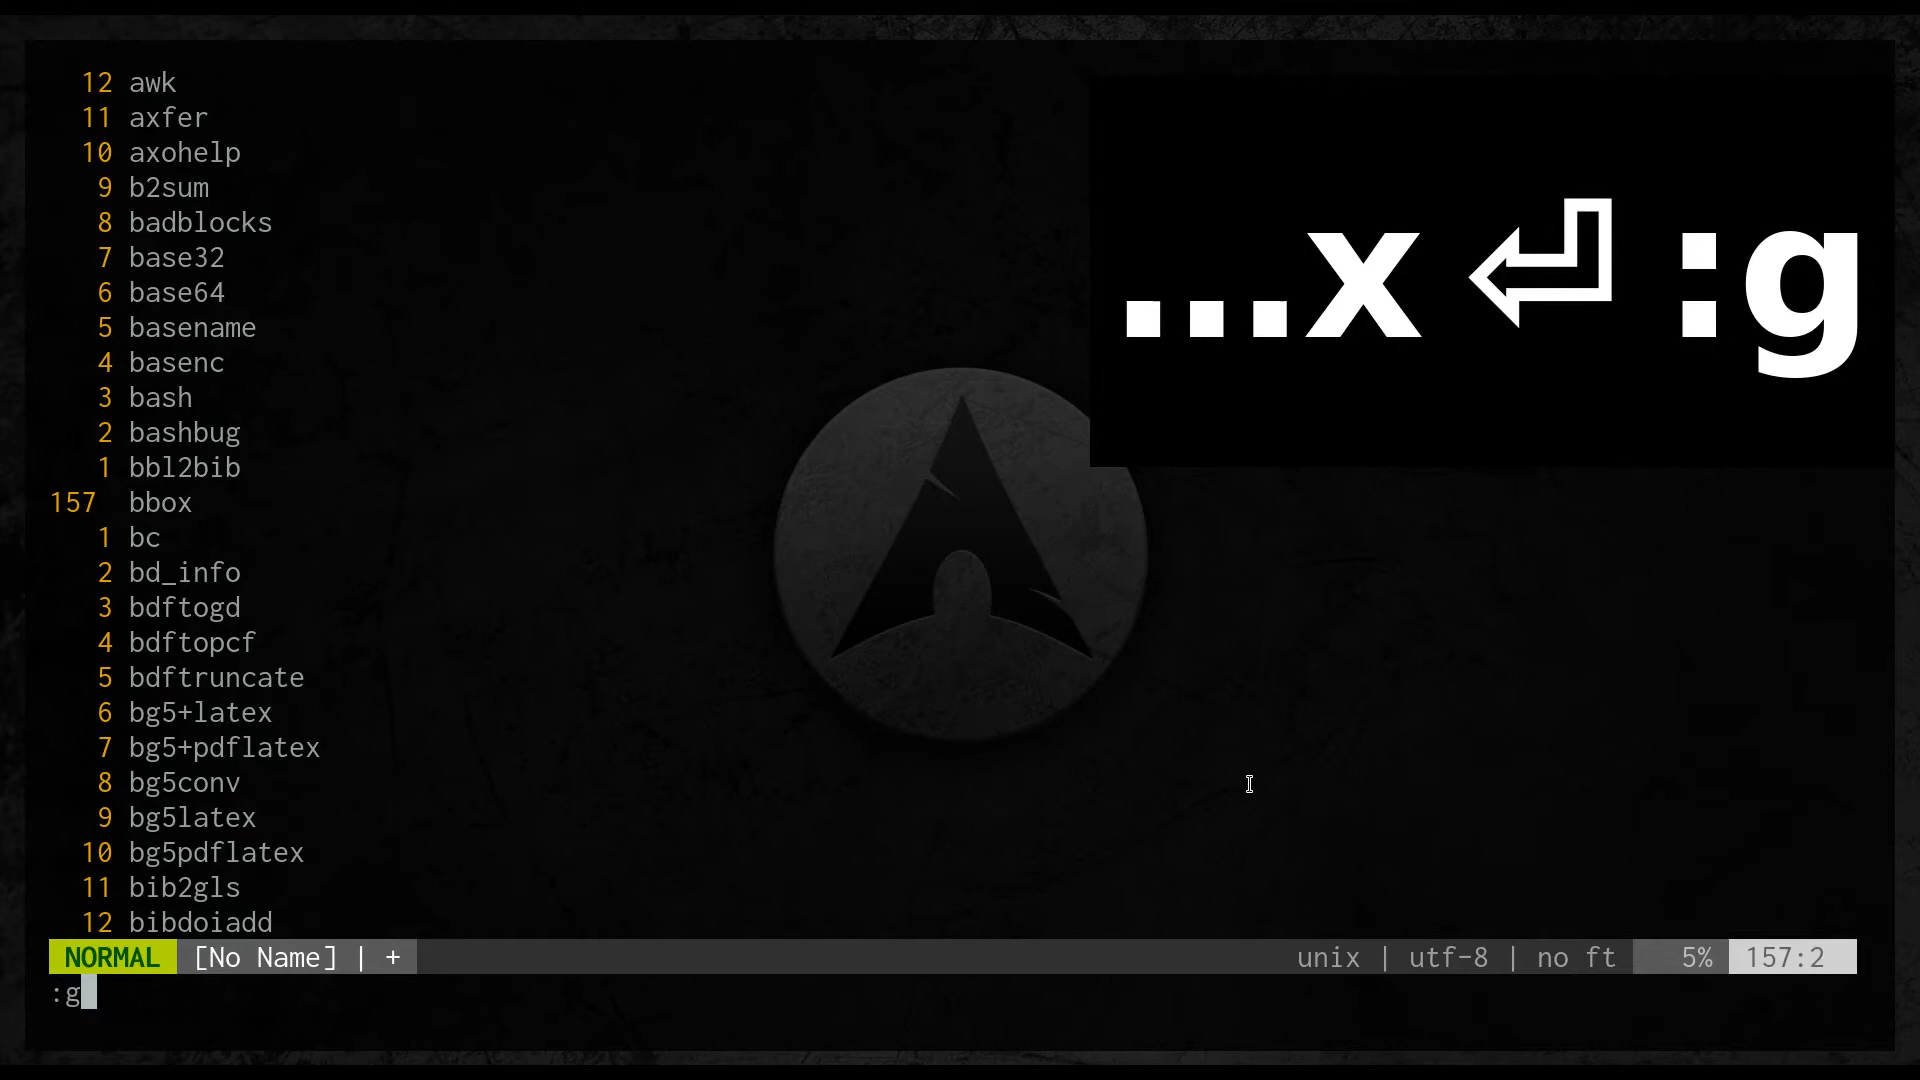 12 awk
11 axfer
10 axohelp
9 b2sum
8 badblocks
7 base32
6 base64
5 basename
4 basenc
3 bash
2 bashbug
1 bbl2bib
157 bbox
1 bc
2 bd_info
3 bdftogd
4 bdftopcf
5 bdftruncate
6 bg5+latex
7 bg5+pdflatex
8 bg5conv
9 bg5latex
10 bg5pdflatex
11 bib2gls
12 bibdoiadd
...x ⏎ :g
NORMAL [No Name] | + unix | utf-8 | no ft 5% 157:2
:g